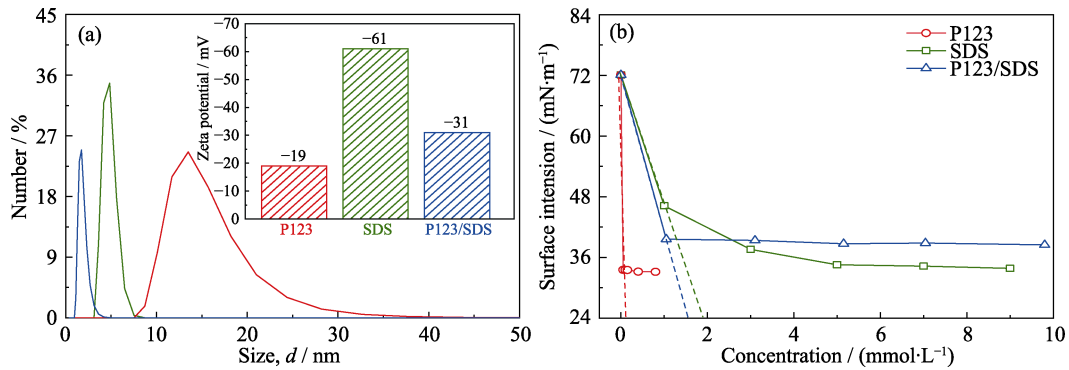 (a)
Number / %
45
36
27
18
9
0
0
10
20
30
40
50
Size, d / nm
Zeta potential / mV
−70
−60
−50
−40
−30
−20
−10
0
−19
−61
−31
P123
SDS
P123/SDS
(b)
Surface intension / (mN·m⁻¹)
84
72
60
48
36
24
0
2
4
6
8
10
Concentration / (mmol·L⁻¹)
P123
SDS
P123/SDS